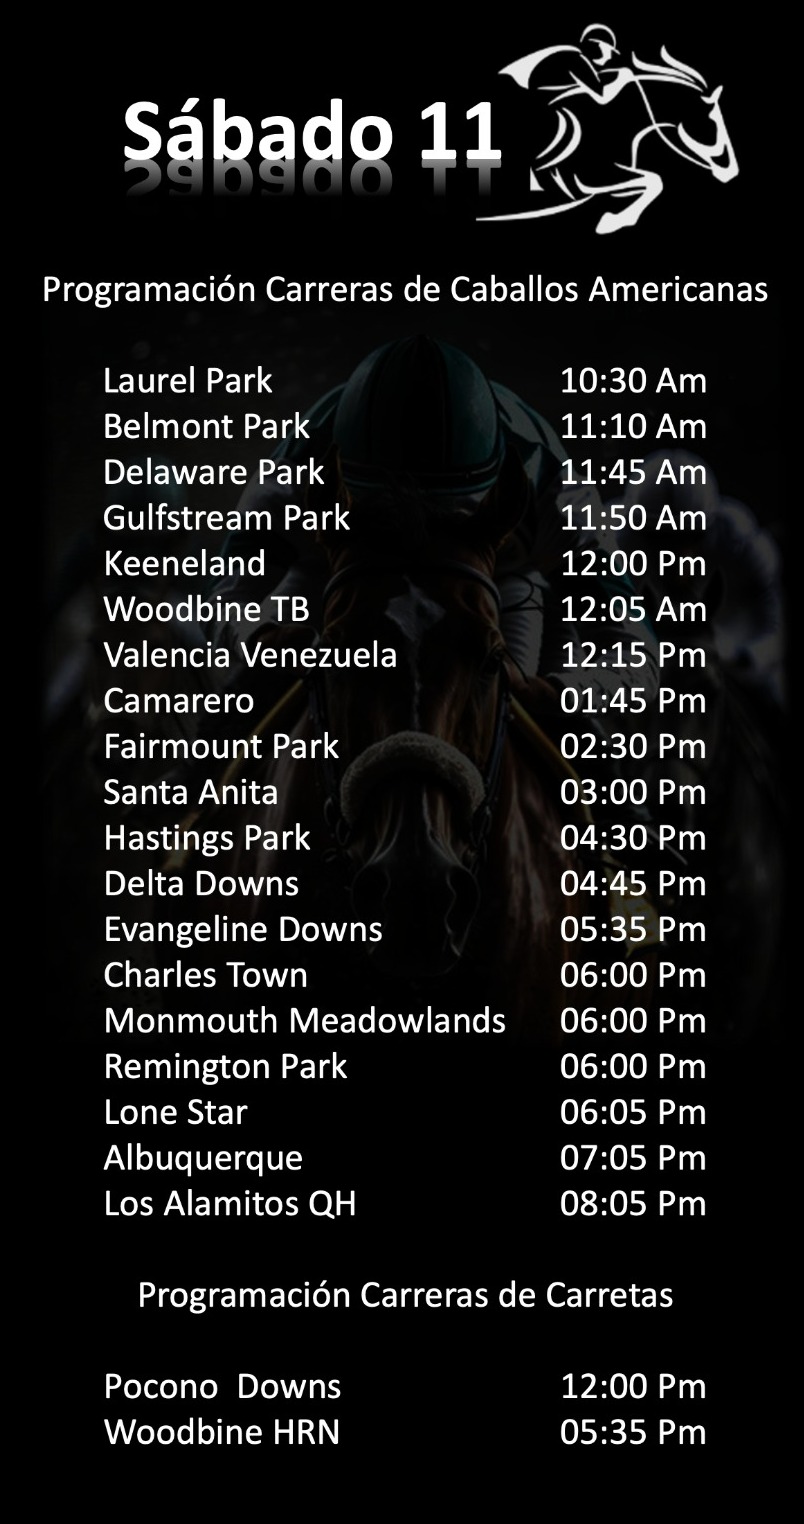 Sábado 11
Programación Carreras de Caballos Americanas
Laurel Park 10:30 Am
Belmont Park 11:10 Am
Delaware Park 11:45 Am
Gulfstream Park 11:50 Am
Keeneland 12:00 Pm
Woodbine TB 12:05 Am
Valencia Venezuela 12:15 Pm
Camarero 01:45 Pm
Fairmount Park 02:30 Pm
Santa Anita 03:00 Pm
Hastings Park 04:30 Pm
Delta Downs 04:45 Pm
Evangeline Downs 05:35 Pm
Charles Town 06:00 Pm
Monmouth Meadowlands 06:00 Pm
Remington Park 06:00 Pm
Lone Star 06:05 Pm
Albuquerque 07:05 Pm
Los Alamitos QH 08:05 Pm
Programación Carreras de Carretas
Pocono Downs 12:00 Pm
Woodbine HRN 05:35 Pm